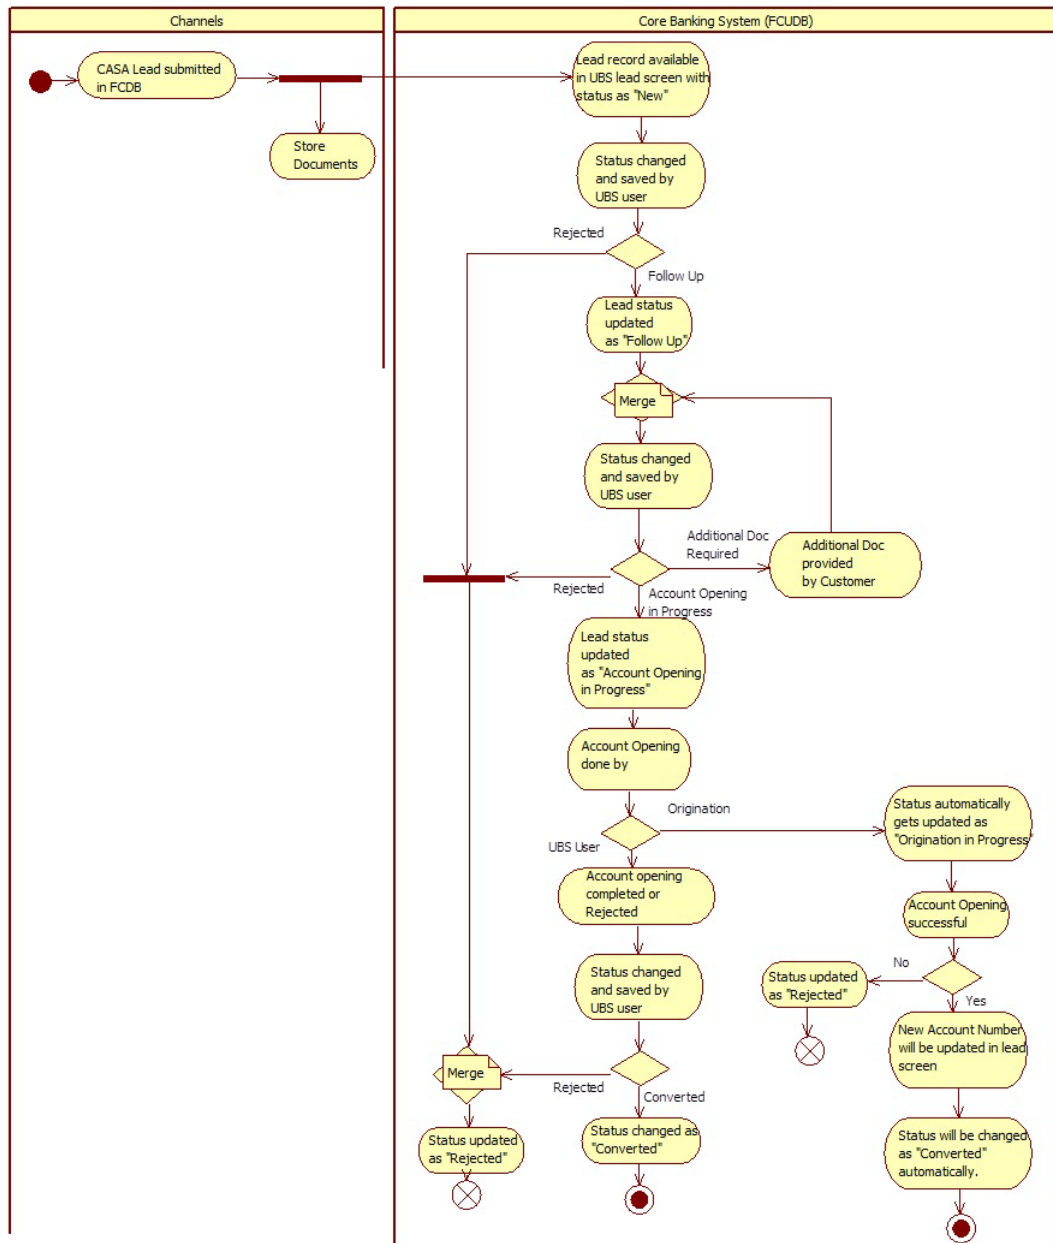 Channels
Core Banking System (FCUDB)
CASA Lead submitted
in FCDB
Lead record available
in UBS lead screen with
status as "New"
Store
Documents
Status changed
and saved by
UBS user
Rejected
Follow Up
Lead status
updated
as "Follow Up"
Merge
Status changed
and saved by
UBS user
Additional Doc
Required
Additional Doc
provided
by Customer
Rejected
Account Opening
in Progress
Lead status
updated
as "Account Opening
in Progress"
Account Opening
done by
Origination
Status automatically
gets updated as
"Origination in Progress"
UBS User
Account opening
completed or
Rejected
Account Opening
successful
No
Status updated
as "Rejected"
Yes
Status changed
and saved by
UBS user
New Account Number
will be updated in lead
screen
Merge
Rejected
Converted
Status updated
as "Rejected"
Status changed as
"Converted"
Status will be changed
as "Converted"
automatically.